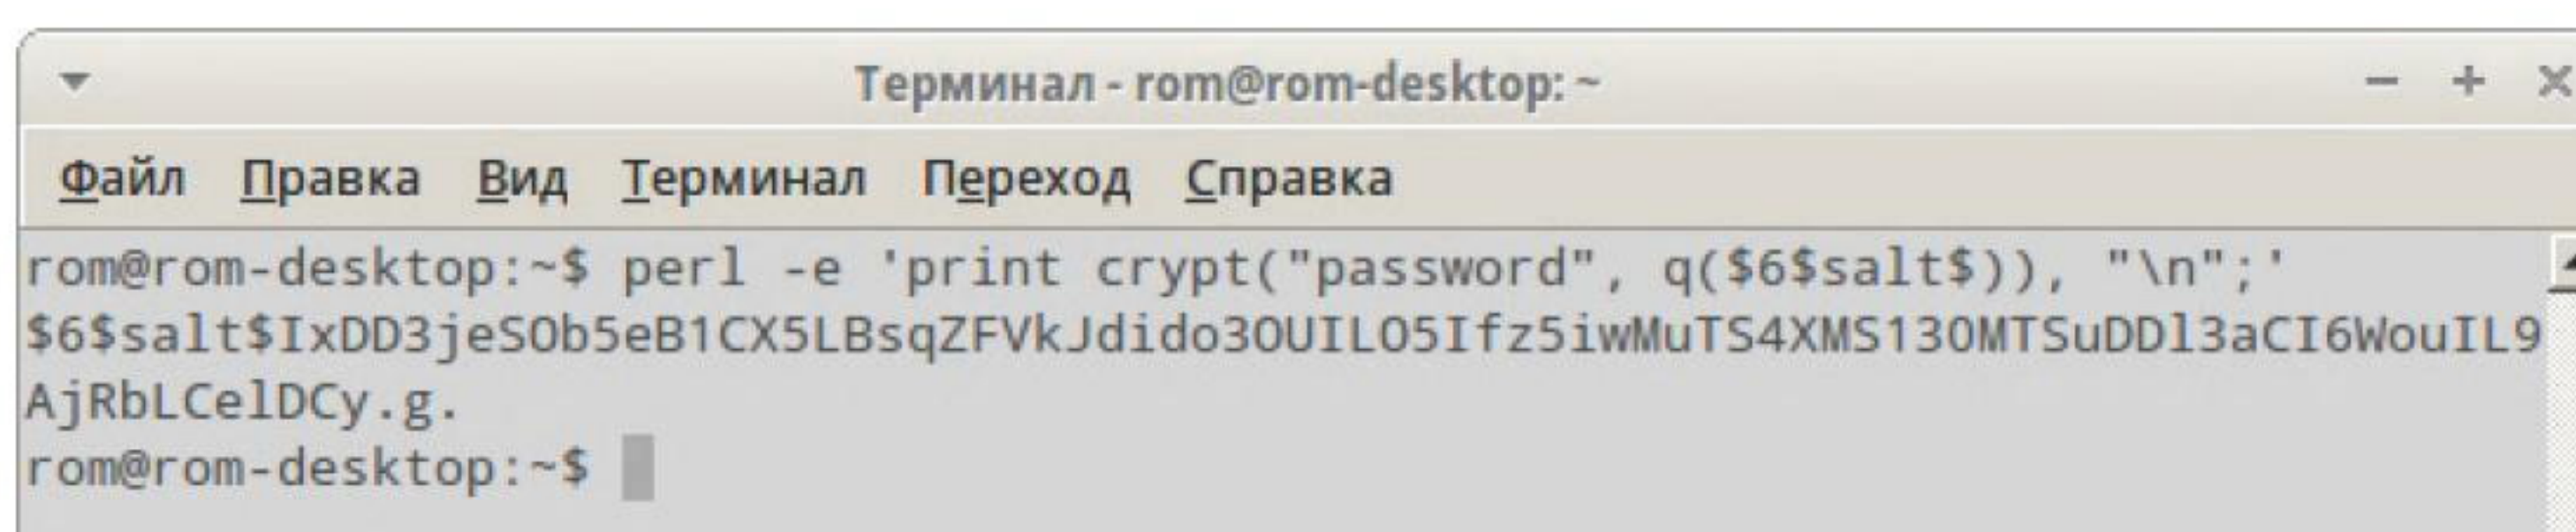 Терминал - rom@rom-desktop: ~
Файл Правка Вид Терминал Переход Справка
rom@rom-desktop:~$ perl -e 'print crypt("password", q($6$salt$)), "\n";'
$6$salt$IxDD3jeSOb5eB1CX5LBsqZFVkJdido3OUILO5Ifz5iwMuTS4XMS130MTSuDDl3aCI6WouIL9
AjRbLCelDCy.g.
rom@rom-desktop:~$